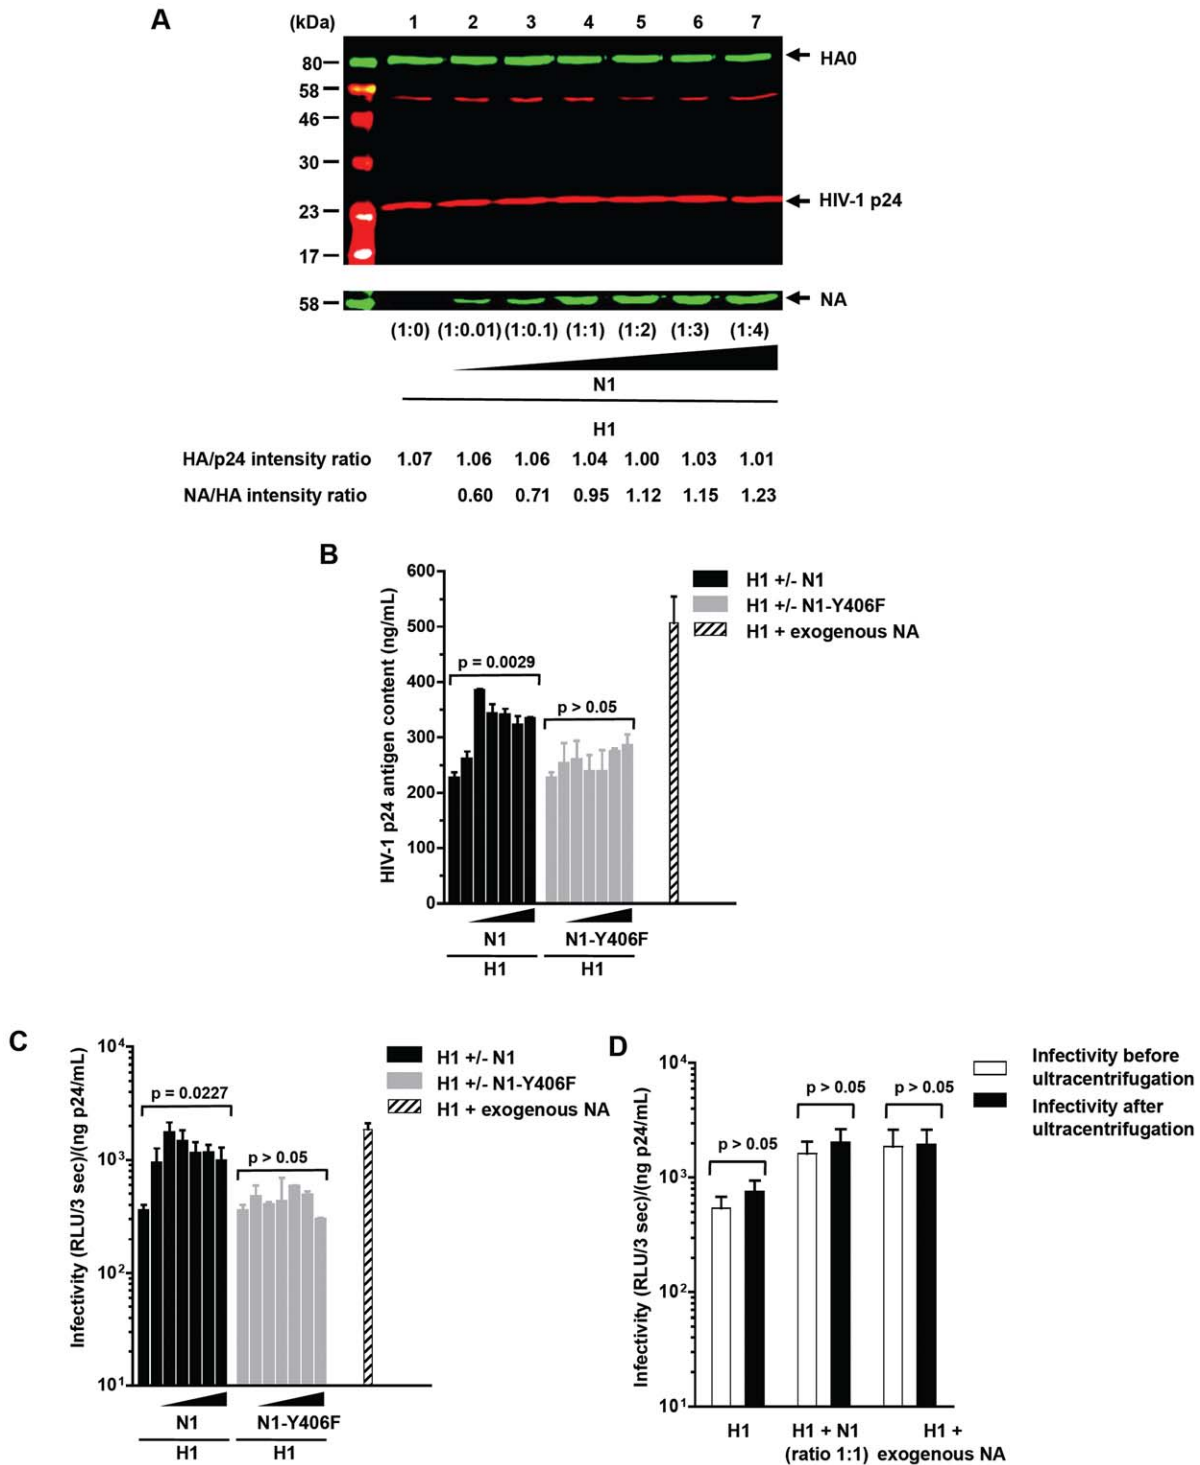 A
(kDa) 1 2 3 4 5 6 7
80 HA0
58
46
30
23 HIV-1 p24
17
58 NA
(1:0) (1:0.01) (1:0.1) (1:1) (1:2) (1:3) (1:4)
N1
H1
HA/p24 intensity ratio 1.07 1.06 1.06 1.04 1.00 1.03 1.01
NA/HA intensity ratio 0.60 0.71 0.95 1.12 1.15 1.23
B
HIV-1 p24 antigen content (ng/mL)
600
500
400
300
200
100
0
p = 0.0029
p > 0.05
H1 +/- N1
H1 +/- N1-Y406F
H1 + exogenous NA
N1 N1-Y406F
H1 H1
C
Infectivity (RLU/3 sec)/(ng p24/mL)
10⁴
10³
10²
10¹
p = 0.0227
p > 0.05
H1 +/- N1
H1 +/- N1-Y406F
H1 + exogenous NA
N1 N1-Y406F
H1 H1
D
Infectivity (RLU/3 sec)/(ng p24/mL)
10⁴
10³
10²
10¹
p > 0.05
p > 0.05
p > 0.05
Infectivity before
ultracentrifugation
Infectivity after
ultracentrifugation
H1 H1 + N1 H1 +
(ratio 1:1) exogenous NA